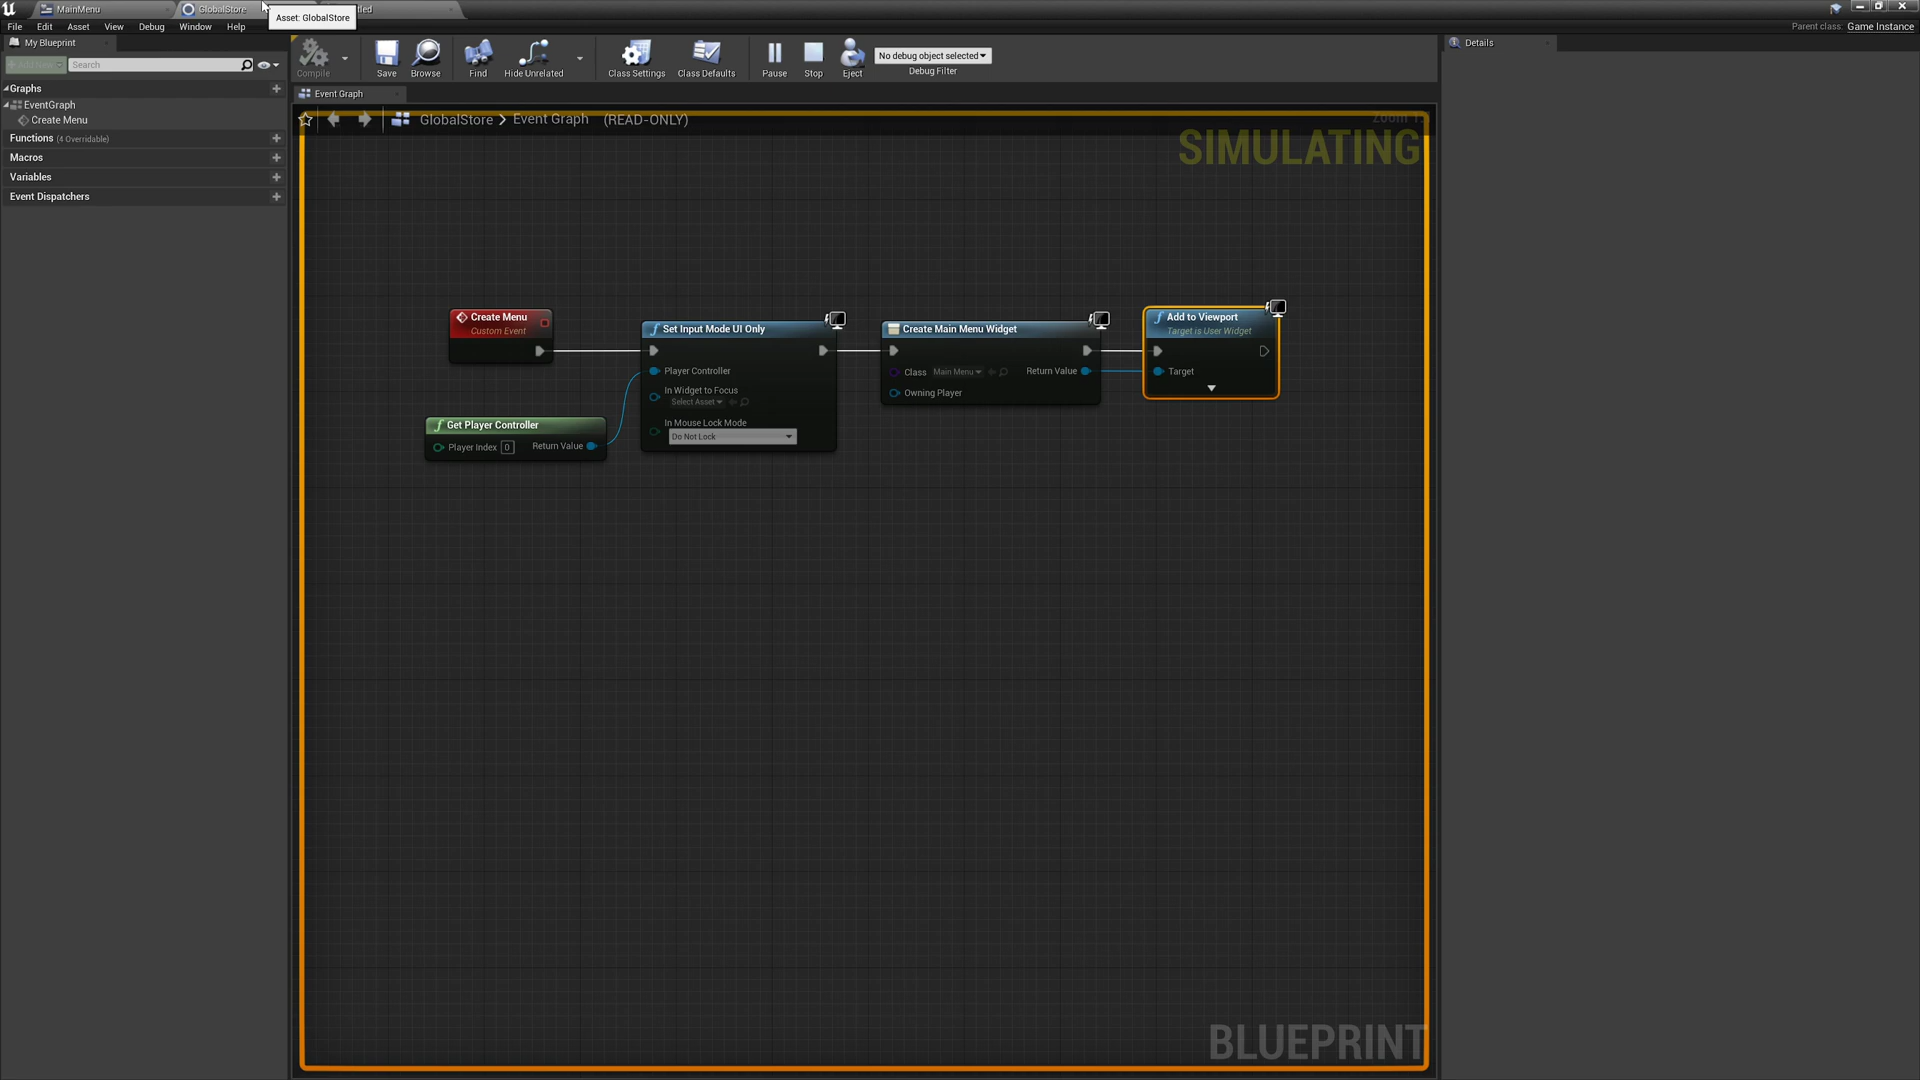 MainMenu
GlobalStore
Asset: GlobalStore
File Edit Asset View Debug Window Help
Parent class: Game Instance
My Blueprint
Add New
Search
Graphs
EventGraph
Create Menu
Functions (4 Overridable)
Macros
Variables
Event Dispatchers
Compile
Save
Browse
Find
Hide Unrelated
Class Settings
Class Defaults
Pause
Stop
Eject
No debug object selected
Debug Filter
Event Graph
GlobalStore > Event Graph (READ-ONLY)
SIMULATING
Create Menu
Custom Event
Get Player Controller
Player Index 0
Return Value
Set Input Mode UI Only
Player Controller
In Widget to Focus
Select Asset
In Mouse Lock Mode
Do Not Lock
Create Main Menu Widget
Class Main Menu
Return Value
Owning Player
Add to Viewport
Target is User Widget
Target
BLUEPRINT
Details